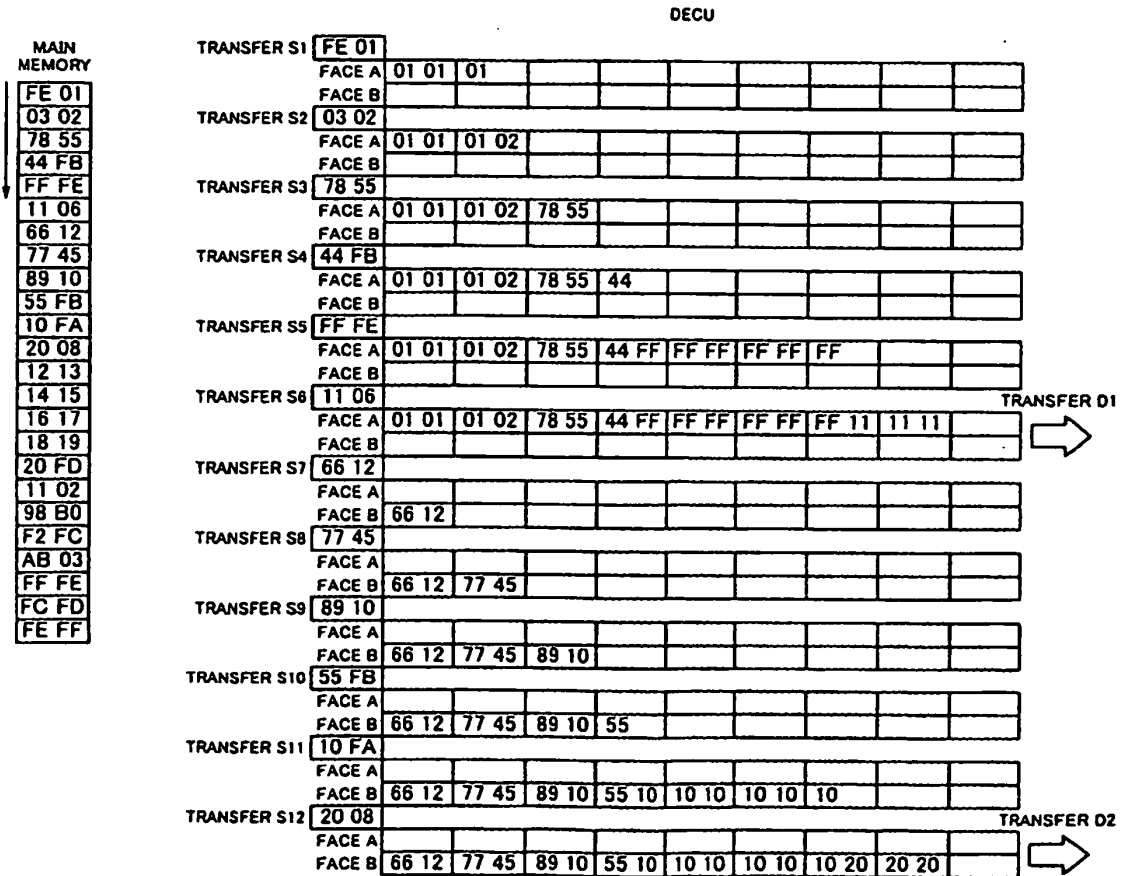 DECU
MAIN
MEMORY
FE 01
03 02
78 55
44 FB
FF FE
11 06
66 12
77 45
89 10
55 FB
10 FA
20 08
12 13
14 15
16 17
18 19
20 FD
11 02
98 B0
F2 FC
AB 03
FF FE
FC FD
FE FF
TRANSFER S1 FE 01
FACE A 01 01 01
FACE B
TRANSFER S2 03 02
FACE A 01 01 01 02
FACE B
TRANSFER S3 78 55
FACE A 01 01 01 02 78 55
FACE B
TRANSFER S4 44 FB
FACE A 01 01 01 02 78 55 44
FACE B
TRANSFER S5 FF FE
FACE A 01 01 01 02 78 55 44 FF FF FF FF FF FF
FACE B
TRANSFER S6 11 06
FACE A 01 01 01 02 78 55 44 FF FF FF FF FF FF 11 11 11
FACE B
TRANSFER D1
TRANSFER S7 66 12
FACE A
FACE B 66 12
TRANSFER S8 77 45
FACE A
FACE B 66 12 77 45
TRANSFER S9 89 10
FACE A
FACE B 66 12 77 45 89 10
TRANSFER S10 55 FB
FACE A
FACE B 66 12 77 45 89 10 55
TRANSFER S11 10 FA
FACE A
FACE B 66 12 77 45 89 10 55 10 10 10 10 10 10
TRANSFER S12 20 08
FACE A
FACE B 66 12 77 45 89 10 55 10 10 10 10 10 10 20 20 20
TRANSFER D2